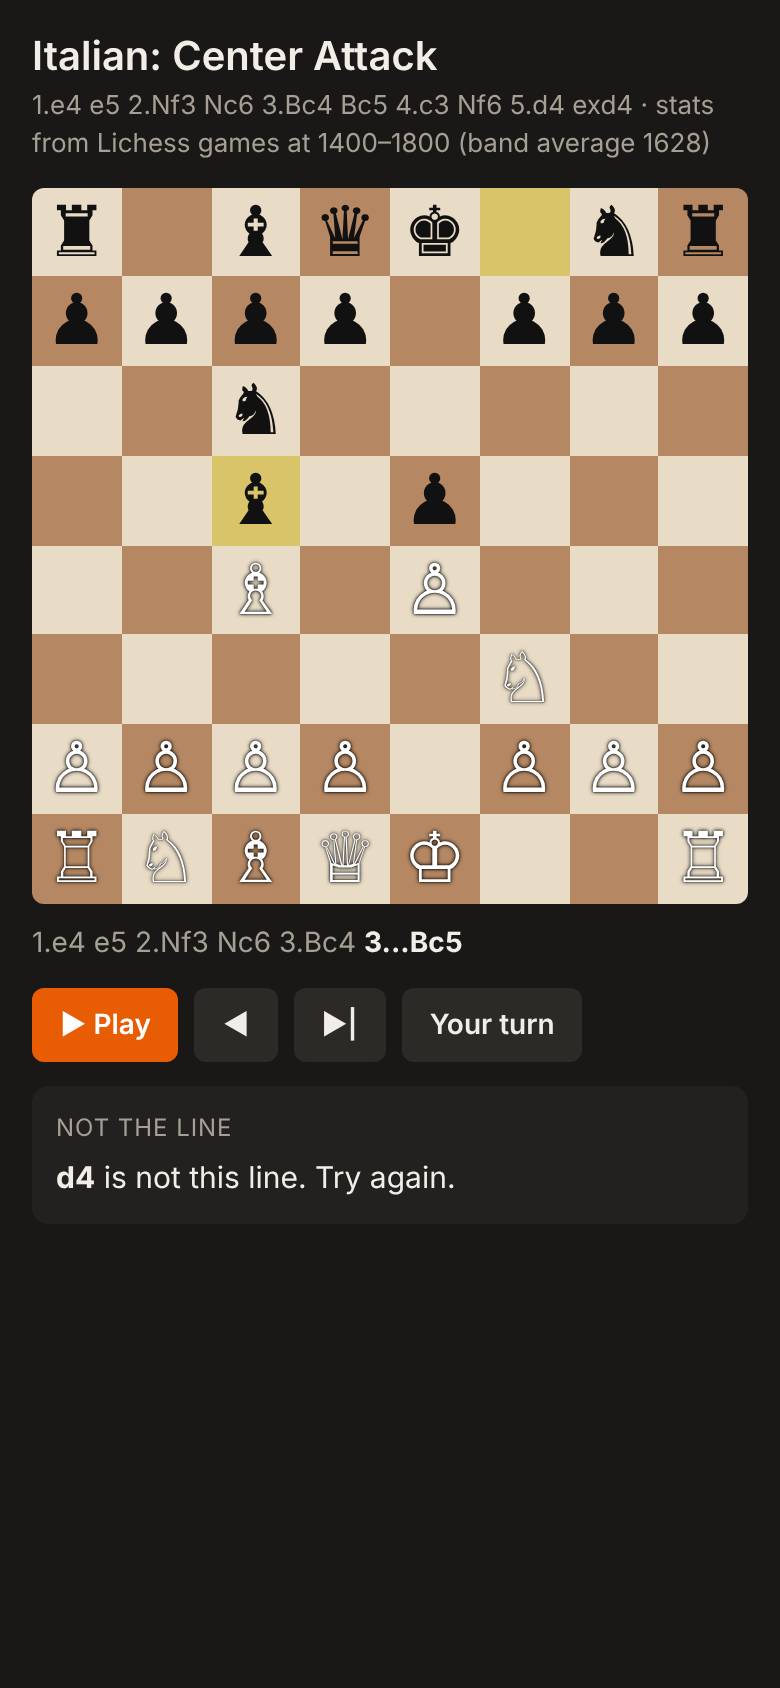 Italian: Center Attack
1.e4 e5 2.Nf3 Nc6 3.Bc4 Bc5 4.c3 Nf6 5.d4 exd4 · stats
from Lichess games at 1400–1800 (band average 1628)
1.e4 e5 2.Nf3 Nc6 3.Bc4 3…Bc5
▶ Play ◀ ▶| Your turn
NOT THE LINE
d4 is not this line. Try again.